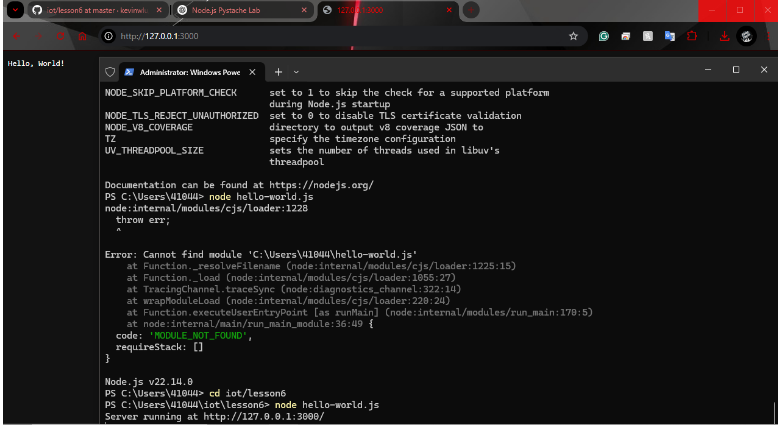 iot/lesson6 at master · kevinwlu
Node.js Pystache Lab
127.0.0.1:3000
http://127.0.0.1:3000
Hello, World!
Administrator: Windows Powe
NODE_SKIP_PLATFORM_CHECK set to 1 to skip the check for a supported platform
during Node.js startup
NODE_TLS_REJECT_UNAUTHORIZED set to 0 to disable TLS certificate validation
NODE_V8_COVERAGE directory to output v8 coverage JSON to
TZ specify the timezone configuration
UV_THREADPOOL_SIZE sets the number of threads used in libuv's
threadpool
Documentation can be found at https://nodejs.org/
PS C:\Users\41044> node hello-world.js
node:internal/modules/cjs/loader:1228
throw err;
^
Error: Cannot find module 'C:\Users\41044\hello-world.js'
at Function._resolveFilename (node:internal/modules/cjs/loader:1225:15)
at Function._load (node:internal/modules/cjs/loader:1055:27)
at TracingChannel.traceSync (node:diagnostics_channel:322:14)
at wrapModuleLoad (node:internal/modules/cjs/loader:220:24)
at Function.executeUserEntryPoint [as runMain] (node:internal/modules/run_main:170:5)
at node:internal/main/run_main_module:36:49 {
code: 'MODULE_NOT_FOUND',
requireStack: []
}
Node.js v22.14.0
PS C:\Users\41044> cd iot/lesson6
PS C:\Users\41044\iot\lesson6> node hello-world.js
Server running at http://127.0.0.1:3000/